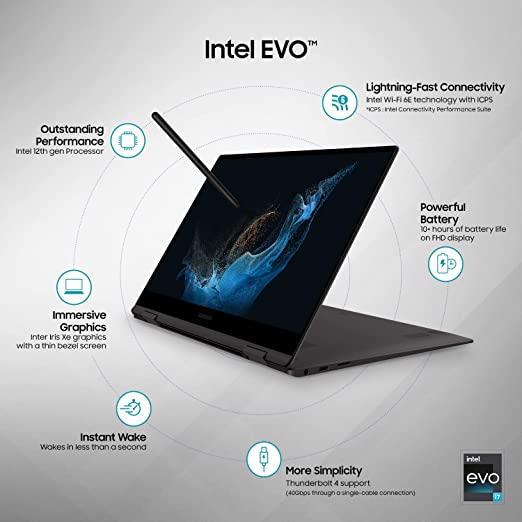 Intel EVO™
Lightning-Fast Connectivity
Intel Wi-Fi 6E technology with ICPS
*ICPS : Intel Connectivity Performance Suite
Outstanding
Performance
Intel 12th gen Processor
Powerful
Battery
10+ hours of battery life
on FHD display
Immersive
Graphics
Inter Iris Xe graphics
with a thin bezel screen
Instant Wake
Wakes in less than a second
More Simplicity
Thunderbolt 4 support
(40Gbps through a single-cable connection)
intel
evo
i7